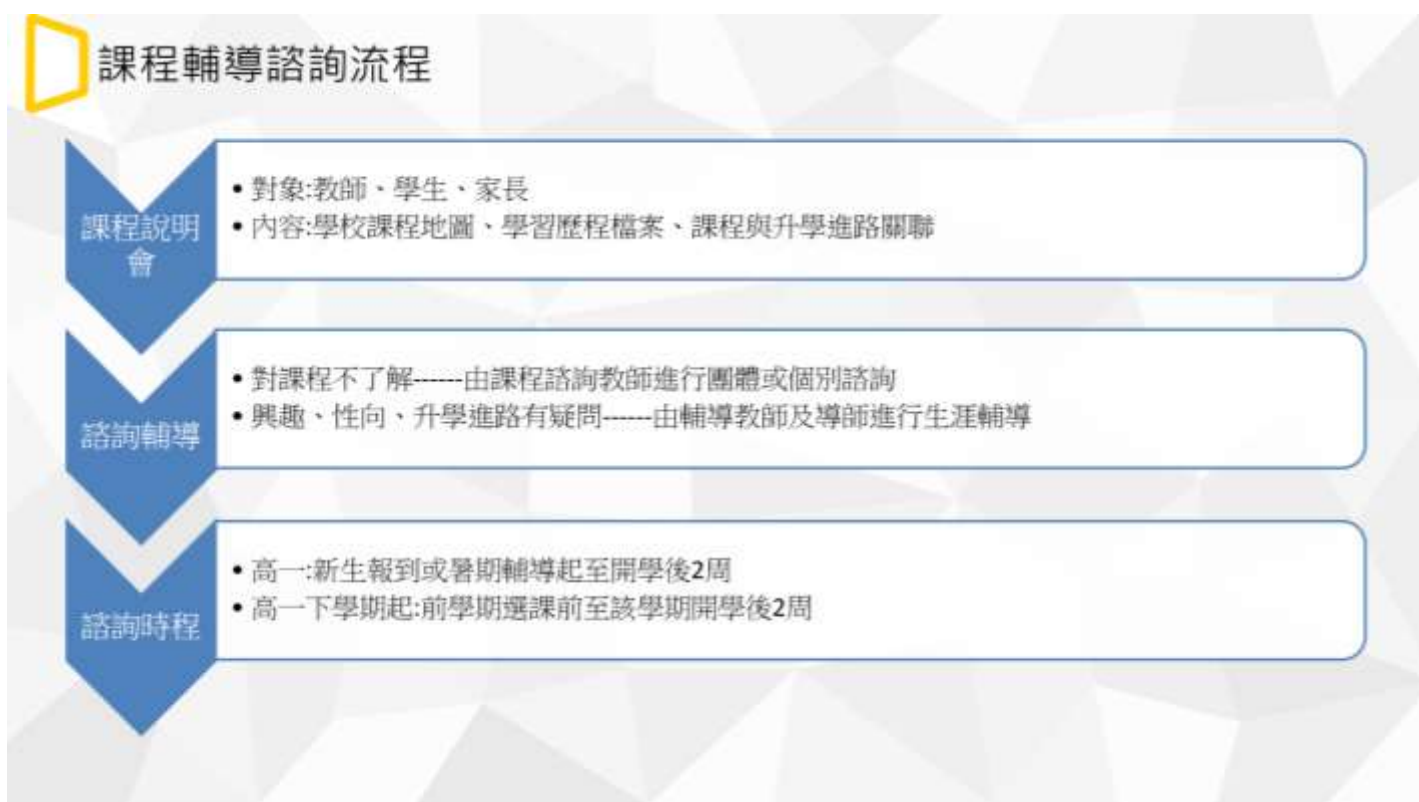 課程輔導諮詢流程
課程說明
會
• 對象:教師、學生、家長
• 內容:學校課程地圖、學習歷程檔案、課程與升學進路關聯
諮詢輔導
• 對課程不了解------由課程諮詢教師進行團體或個別諮詢
• 興趣、性向、升學進路有疑問------由輔導教師及導師進行生涯輔導
諮詢時程
• 高一:新生報到或暑期輔導起至開學後2周
• 高一下學期起:前學期選課前至該學期開學後2周